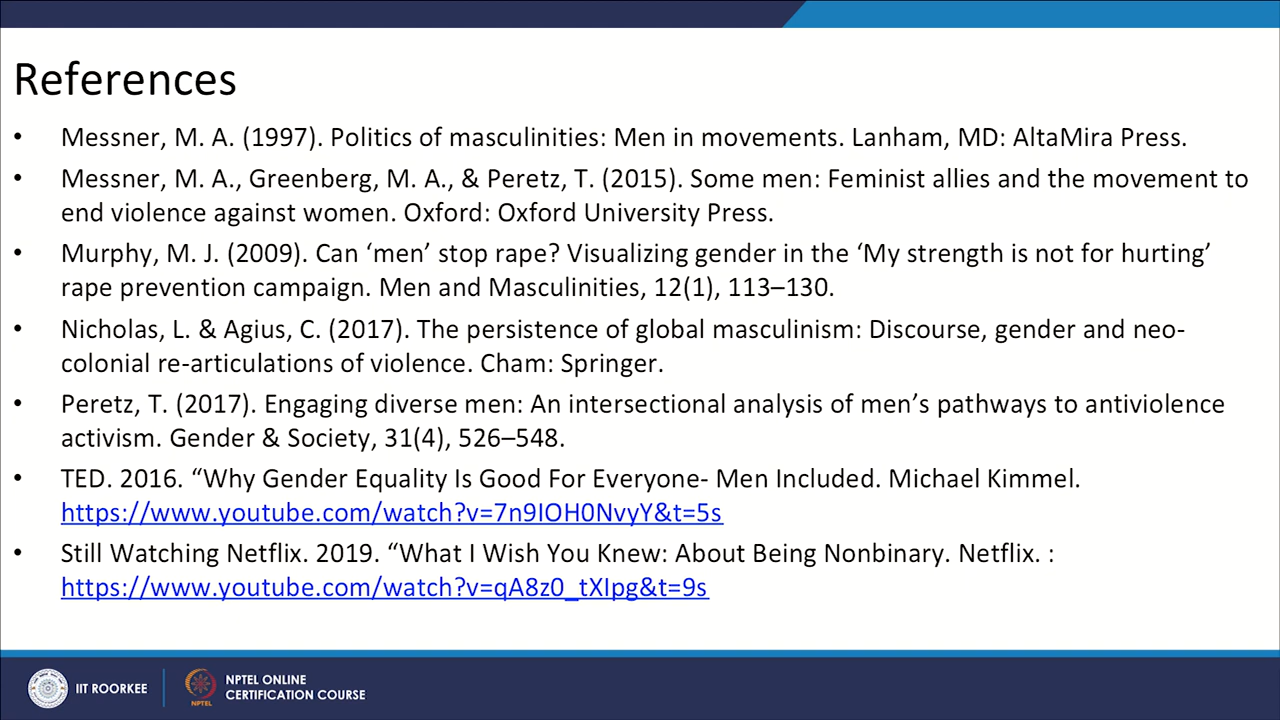 References
• Messner, M. A. (1997). Politics of masculinities: Men in movements. Lanham, MD: AltaMira Press.
• Messner, M. A., Greenberg, M. A., & Peretz, T. (2015). Some men: Feminist allies and the movement to
end violence against women. Oxford: Oxford University Press.
• Murphy, M. J. (2009). Can ‘men’ stop rape? Visualizing gender in the ‘My strength is not for hurting’
rape prevention campaign. Men and Masculinities, 12(1), 113–130.
• Nicholas, L. & Agius, C. (2017). The persistence of global masculinism: Discourse, gender and neo-
colonial re-articulations of violence. Cham: Springer.
• Peretz, T. (2017). Engaging diverse men: An intersectional analysis of men’s pathways to antiviolence
activism. Gender & Society, 31(4), 526–548.
• TED. 2016. “Why Gender Equality Is Good For Everyone- Men Included. Michael Kimmel.
https://www.youtube.com/watch?v=7n9IOH0NvyY&t=5s
• Still Watching Netflix. 2019. “What I Wish You Knew: About Being Nonbinary. Netflix. :
https://www.youtube.com/watch?v=qA8z0_tXIpg&t=9s
IIT ROORKEE
NPTEL
NPTEL ONLINE
CERTIFICATION COURSE